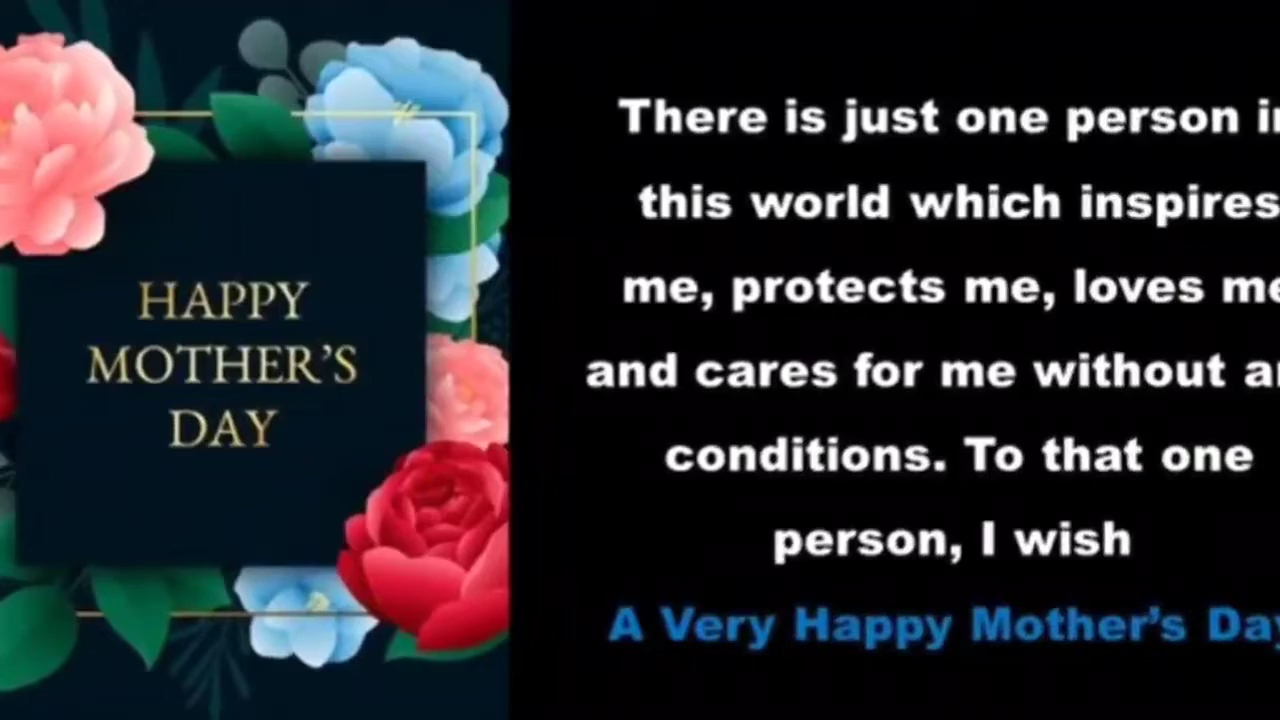 HAPPY
MOTHER'S
DAY
There is just one person in
this world which inspires
me, protects me, loves me
and cares for me without
conditions. To that one
person, I wish
A Very Happy Mother's Day